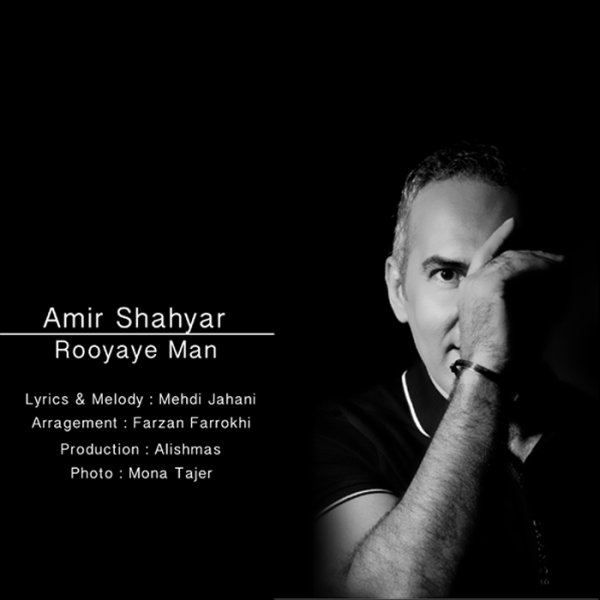 Amir Shahyar
Rooyaye Man
Lyrics & Melody : Mehdi Jahani
Arragement : Farzan Farrokhi
Production : Alishmas
Photo : Mona Tajer